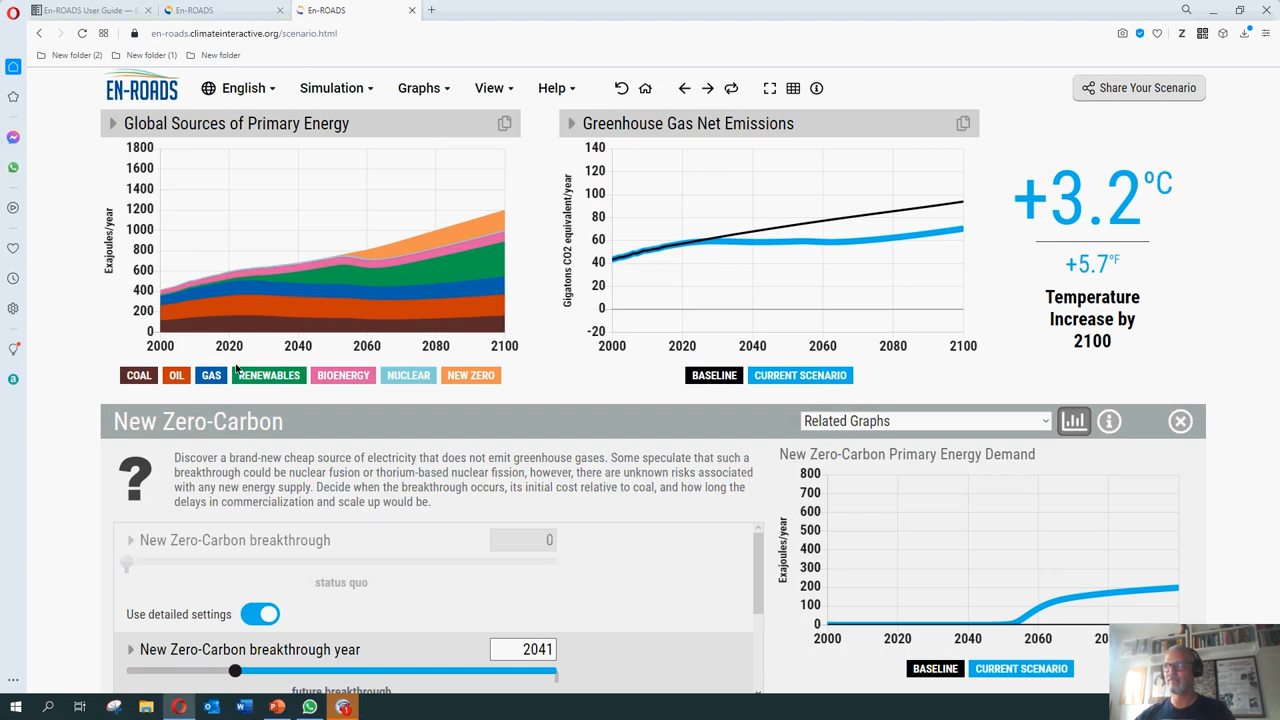 En-ROADS User Guide — |
En-ROADS
En-ROADS
en-roads.climateinteractive.org/scenario.html
New folder (2)
New folder (1)
New folder
EN-ROADS
English
Simulation
Graphs
View
Help
Share Your Scenario
Global Sources of Primary Energy
1800
1600
1400
1200
1000
800
600
400
200
0
Exajoules/year
2000
2020
2040
2060
2080
2100
COAL
OIL
GAS
RENEWABLES
BIOENERGY
NUCLEAR
NEW ZERO
Greenhouse Gas Net Emissions
140
120
100
80
60
40
20
0
-20
Gigatons CO2 equivalent/year
2000
2020
2040
2060
2080
2100
BASELINE
CURRENT SCENARIO
+3.2°C
+5.7°F
Temperature
Increase by
2100
New Zero-Carbon
Related Graphs
Discover a brand-new cheap source of electricity that does not emit greenhouse gases. Some speculate that such a
breakthrough could be nuclear fusion or thorium-based nuclear fission, however, there are unknown risks associated
with any new energy supply. Decide when the breakthrough occurs, its initial cost relative to coal, and how long the
delays in commercialization and scale up would be.
New Zero-Carbon breakthrough
0
status quo
Use detailed settings
New Zero-Carbon breakthrough year
2041
future breakthrough
New Zero-Carbon Primary Energy Demand
800
700
600
500
400
300
200
100
0
Exajoules/year
2000
2020
2040
2060
BASELINE
CURRENT SCENARIO